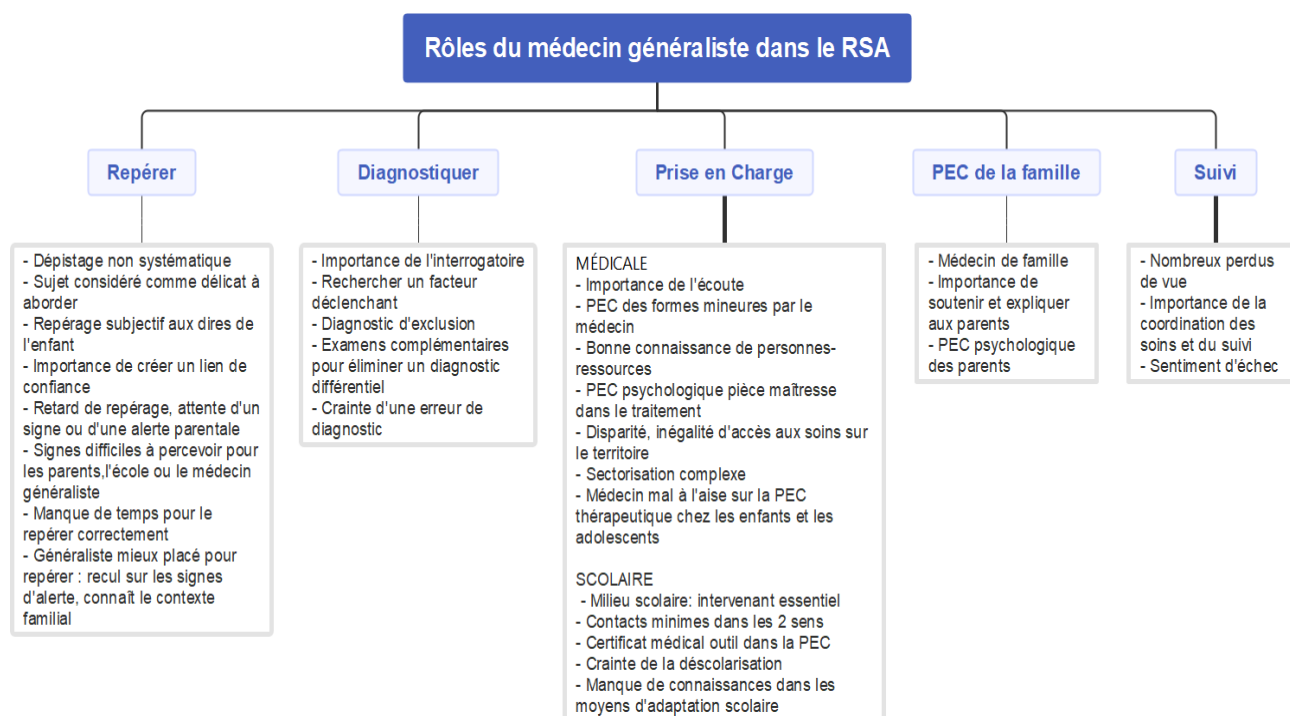 Rôles du médecin généraliste dans le RSA
Repérer
- Dépistage non systématique
- Sujet considéré comme délicat à
aborder
- Repérage subjectif aux dires de
l'enfant
- Importance de créer un lien de
confiance
- Retard de repérage, attente d'un
signe ou d'une alerte parentale
- Signes difficiles à percevoir pour
les parents,l'école ou le médecin
généraliste
- Manque de temps pour le
repérer correctement
- Généraliste mieux placé pour
repérer : recul sur les signes
d'alerte, connaît le contexte
familial
Diagnostiquer
- Importance de l'interrogatoire
- Rechercher un facteur
déclenchant
- Diagnostic d'exclusion
- Examens complémentaires
pour éliminer un diagnostic
différentiel
- Crainte d'une erreur de
diagnostic
Prise en Charge
MÉDICALE
- Importance de l'écoute
- PEC des formes mineures par le
médecin
- Bonne connaissance de personnes-
ressources
- PEC psychologique pièce maîtresse
dans le traitement
- Disparité, inégalité d'accès aux soins sur
le territoire
- Sectorisation complexe
- Médecin mal à l'aise sur la PEC
thérapeutique chez les enfants et les
adolescents
SCOLAIRE
- Milieu scolaire: intervenant essentiel
- Contacts minimes dans les 2 sens
- Certificat médical outil dans la PEC
- Crainte de la déscolarisation
- Manque de connaissances dans les
moyens d'adaptation scolaire
PEC de la famille
- Médecin de famille
- Importance de
soutenir et expliquer
aux parents
- PEC psychologique
des parents
Suivi
- Nombreux perdus
de vue
- Importance de la
coordination des
soins et du suivi
- Sentiment d'échec